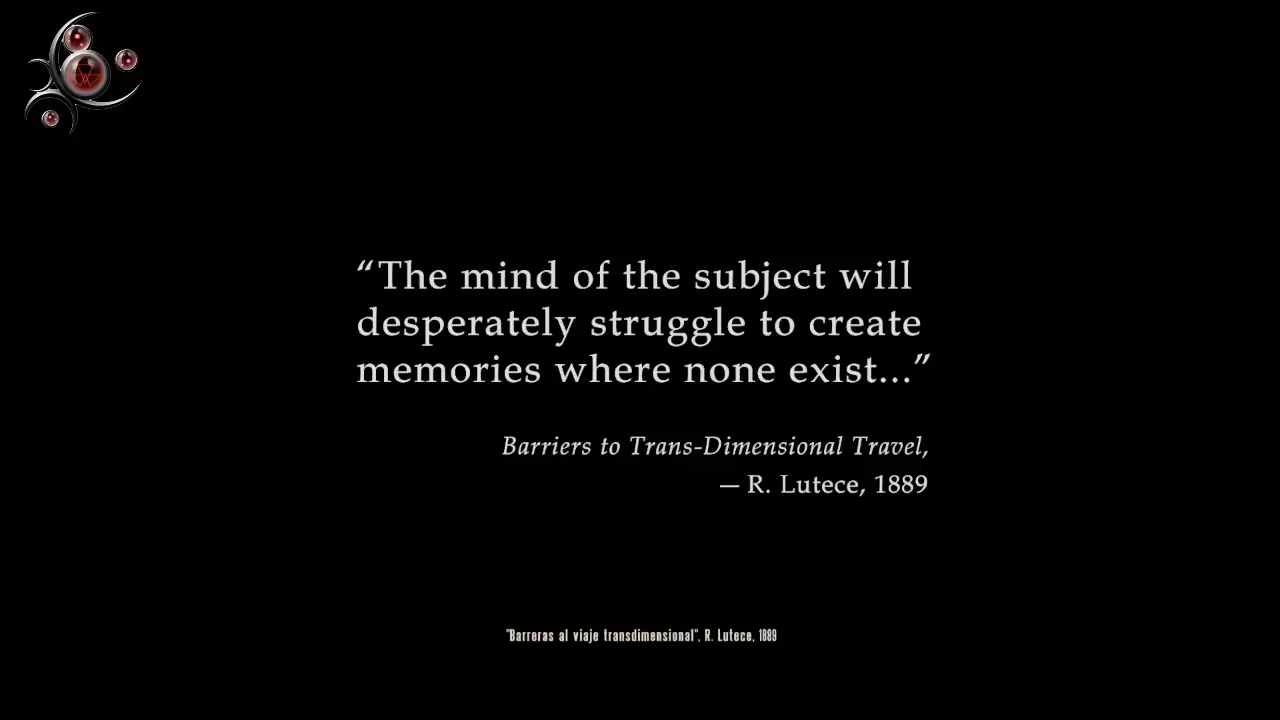 “The mind of the subject will
desperately struggle to create
memories where none exist...”
Barriers to Trans-Dimensional Travel,
— R. Lutece, 1889
"Barreras al viaje transdimensional", R. Lutece, 1889